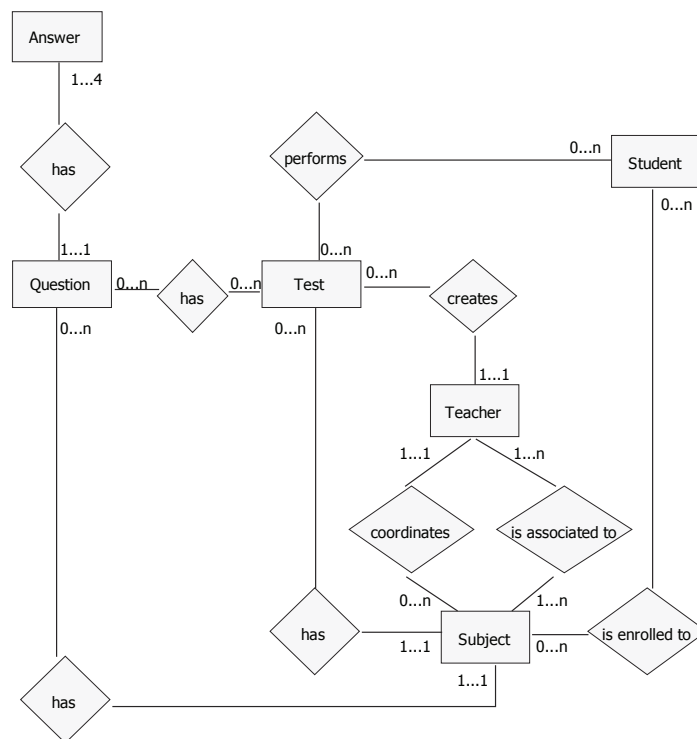 Answer
1...4
has
1...1
performs
0...n
Student
0...n
0...n
Question
0...n
has
0...n
Test
0...n
creates
0...n
0...n
1...1
Teacher
1...1
1...n
coordinates
is associated to
0...n
1...n
has
1...1
Subject
0...n
is enrolled to
1...1
has